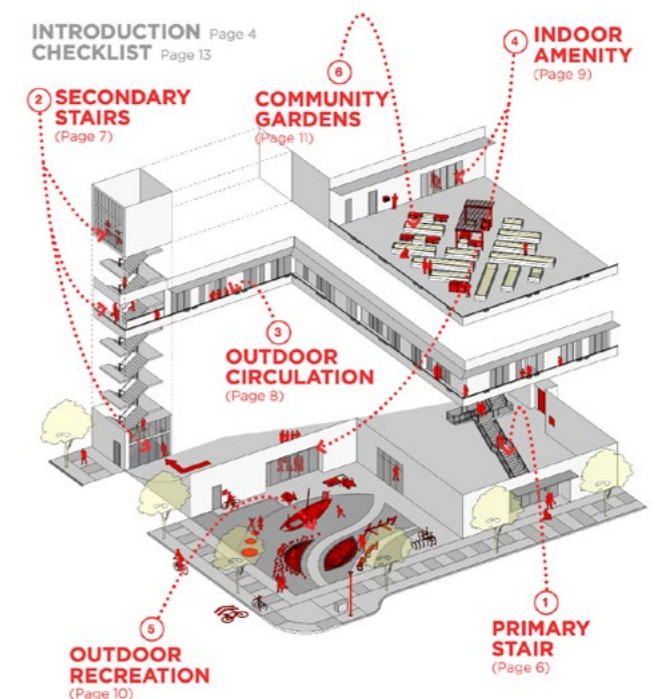 INTRODUCTION Page 4
CHECKLIST Page 13
4 INDOOR
AMENITY
(Page 9)
6
COMMUNITY
GARDENS
(Page 11)
2 SECONDARY
STAIRS
(Page 7)
3
OUTDOOR
CIRCULATION
(Page 8)
1
PRIMARY
STAIR
(Page 6)
5
OUTDOOR
RECREATION
(Page 10)